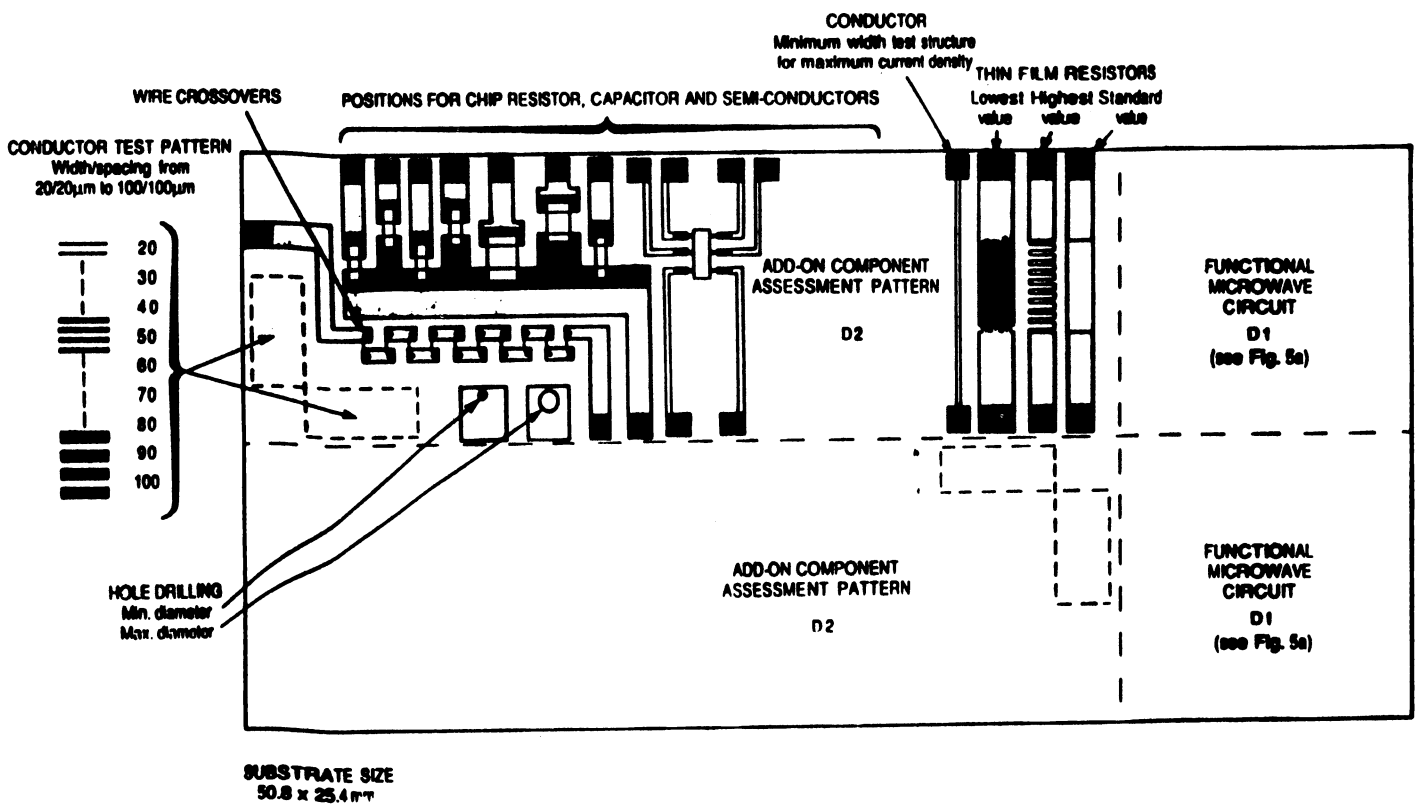 CONDUCTOR
Minimum width test structure
for maximum current density
THIN FILM RESISTORS
Lowest Highest Standard
value value value
WIRE CROSSOVERS
POSITIONS FOR CHIP RESISTOR, CAPACITOR AND SEMI-CONDUCTORS
CONDUCTOR TEST PATTERN
Width/spacing from
20/20µm to 100/100µm
20
30
40
50
60
70
80
90
100
ADD-ON COMPONENT
ASSESSMENT PATTERN
D2
FUNCTIONAL
MICROWAVE
CIRCUIT
D1
(see Fig. 5a)
HOLE DRILLING
Min. diameter
Max. diameter
ADD-ON COMPONENT
ASSESSMENT PATTERN
D2
FUNCTIONAL
MICROWAVE
CIRCUIT
D1
(see Fig. 5a)
SUBSTRATE SIZE
50.8 x 25.4 mm